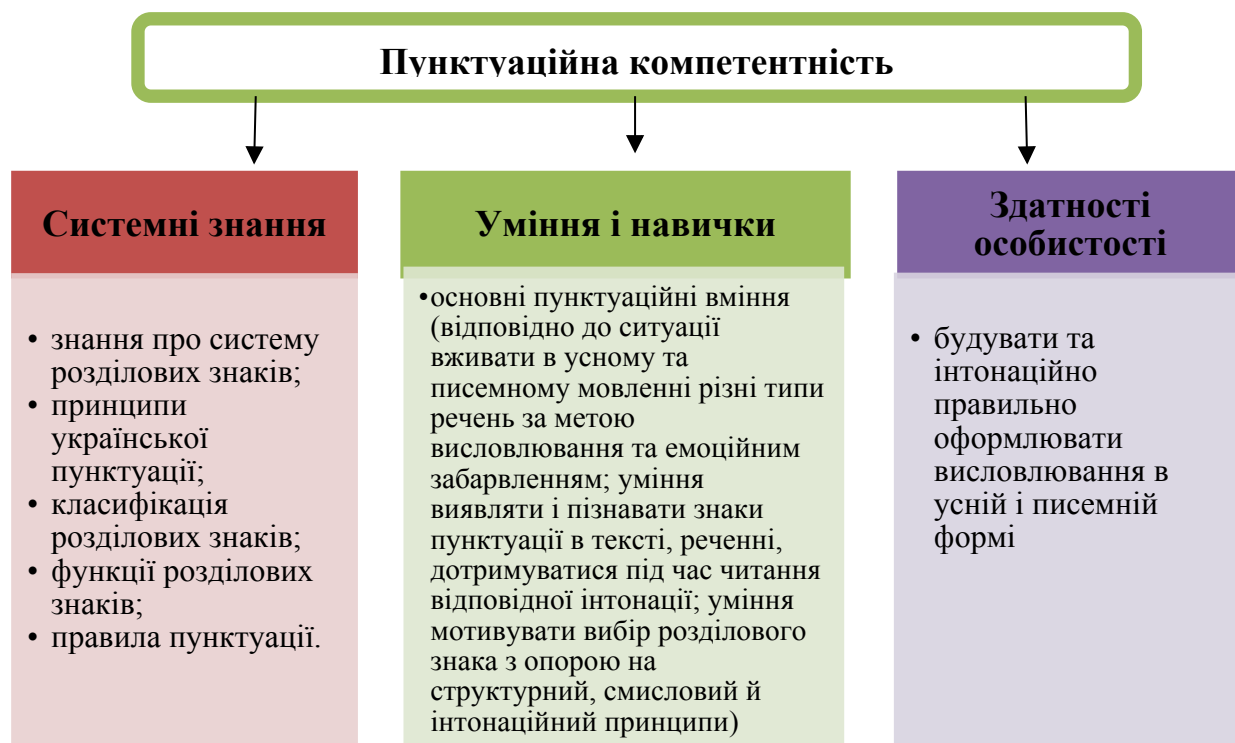 Пунктуаційна компетентність
Системні знання
• знання про систему
розділових знаків;
• принципи
української
пунктуації;
• класифікація
розділових знаків;
• функції розділових
знаків;
• правила пунктуації.
Уміння і навички
•основні пунктуаційні вміння
(відповідно до ситуації
вживати в усному та
писемному мовленні різні типи
речень за метою
висловлювання та емоційним
забарвленням; уміння
виявляти і пізнавати знаки
пунктуації в тексті, реченні,
дотримуватися під час читання
відповідної інтонації; уміння
мотивувати вибір розділового
знака з опорою на
структурний, смисловий й
інтонаційний принципи)
Здатності
особистості
• будувати та
інтонаційно
правильно
оформлювати
висловлювання в
усній і писемній
формі